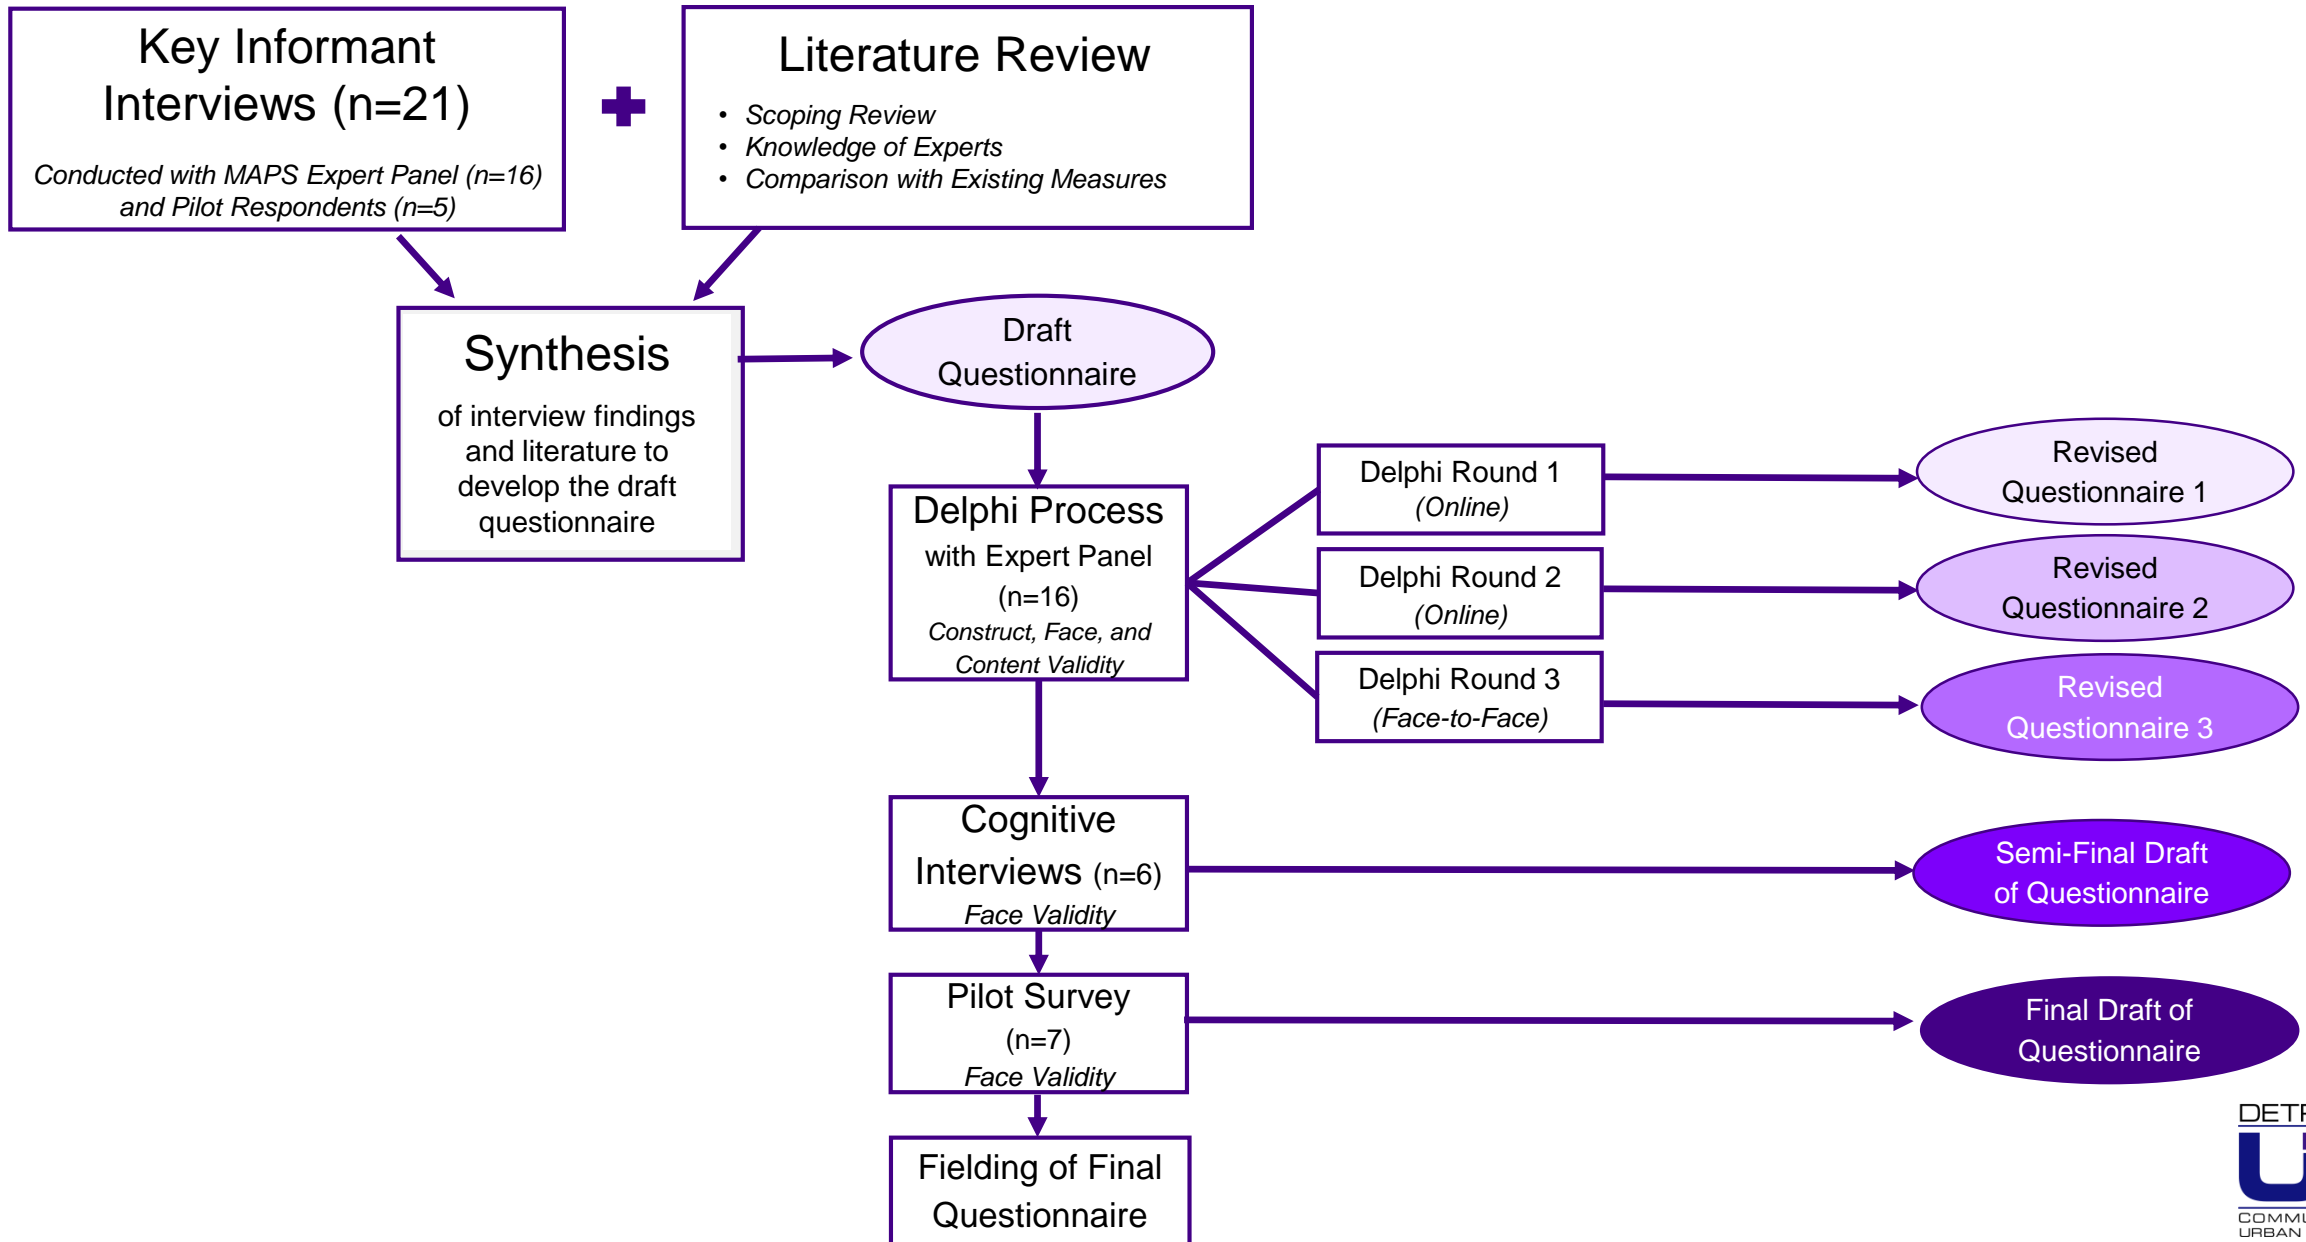 Key Informant
Interviews (n=21)
Conducted with MAPS Expert Panel (n=16)
and Pilot Respondents (n=5)
Literature Review
• Scoping Review
• Knowledge of Experts
• Comparison with Existing Measures
Synthesis
of interview findings
and literature to
develop the draft
questionnaire
Draft
Questionnaire
Delphi Process
with Expert Panel
(n=16)
Construct, Face, and
Content Validity
Delphi Round 1
(Online)
Revised
Questionnaire 1
Delphi Round 2
(Online)
Revised
Questionnaire 2
Delphi Round 3
(Face-to-Face)
Revised
Questionnaire 3
Cognitive
Interviews (n=6)
Face Validity
Semi-Final Draft
of Questionnaire
Pilot Survey
(n=7)
Face Validity
Final Draft of
Questionnaire
Fielding of Final
Questionnaire
URBAN